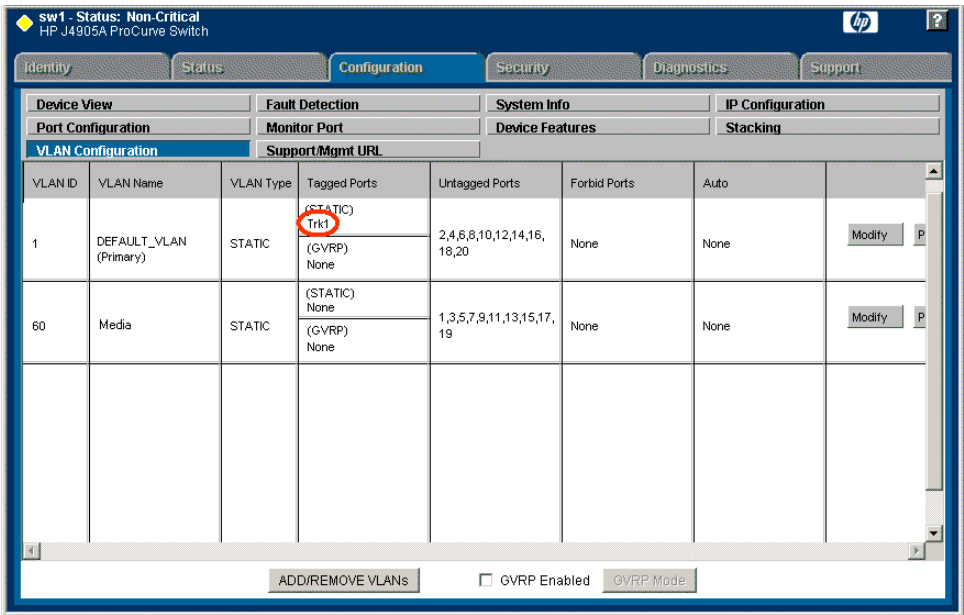 sw1 - Status: Non-Critical
HP J4905A ProCurve Switch
hp
?
Identity Status Configuration Security Diagnostics Support
Device View Fault Detection System Info IP Configuration
Port Configuration Monitor Port Device Features Stacking
VLAN Configuration Support/Mgmt URL
VLAN ID VLAN Name VLAN Type Tagged Ports Untagged Ports Forbid Ports Auto
(STATIC)
Trk1
1 DEFAULT_VLAN (Primary) STATIC 2,4,6,8,10,12,14,16, 18,20 None None Modify P
(GVRP)
None
(STATIC)
None
60 Media STATIC 1,3,5,7,9,11,13,15,17, 19 None None Modify P
(GVRP)
None
ADD/REMOVE VLANs GVRP Enabled GVRP Mode